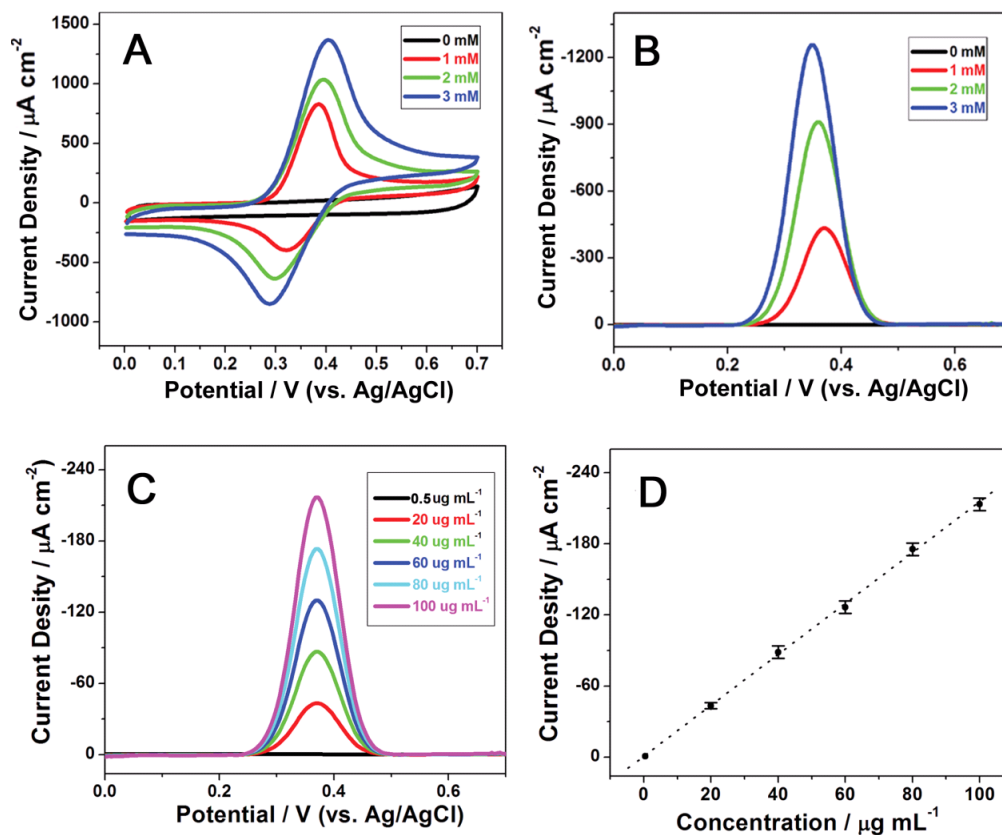 A
0 mM
1 mM
2 mM
3 mM
1500
1000
500
0
-500
-1000
Current Density / μA cm⁻²
0.0 0.1 0.2 0.3 0.4 0.5 0.6 0.7
Potential / V (vs. Ag/AgCl)
B
0 mM
1 mM
2 mM
3 mM
-1200
-900
-600
-300
0
Current Density / μA cm⁻²
0.0 0.2 0.4 0.6
Potential / V (vs. Ag/AgCl)
C
0.5 ug mL⁻¹
20 ug mL⁻¹
40 ug mL⁻¹
60 ug mL⁻¹
80 ug mL⁻¹
100 ug mL⁻¹
-240
-180
-120
-60
0
Current Desity / μA cm⁻²)
0.0 0.2 0.4 0.6
Potential / V (vs. Ag/AgCl)
D
-240
-180
-120
-60
0
Current Desity / μA cm⁻²
0 20 40 60 80 100
Concentration / μg mL⁻¹